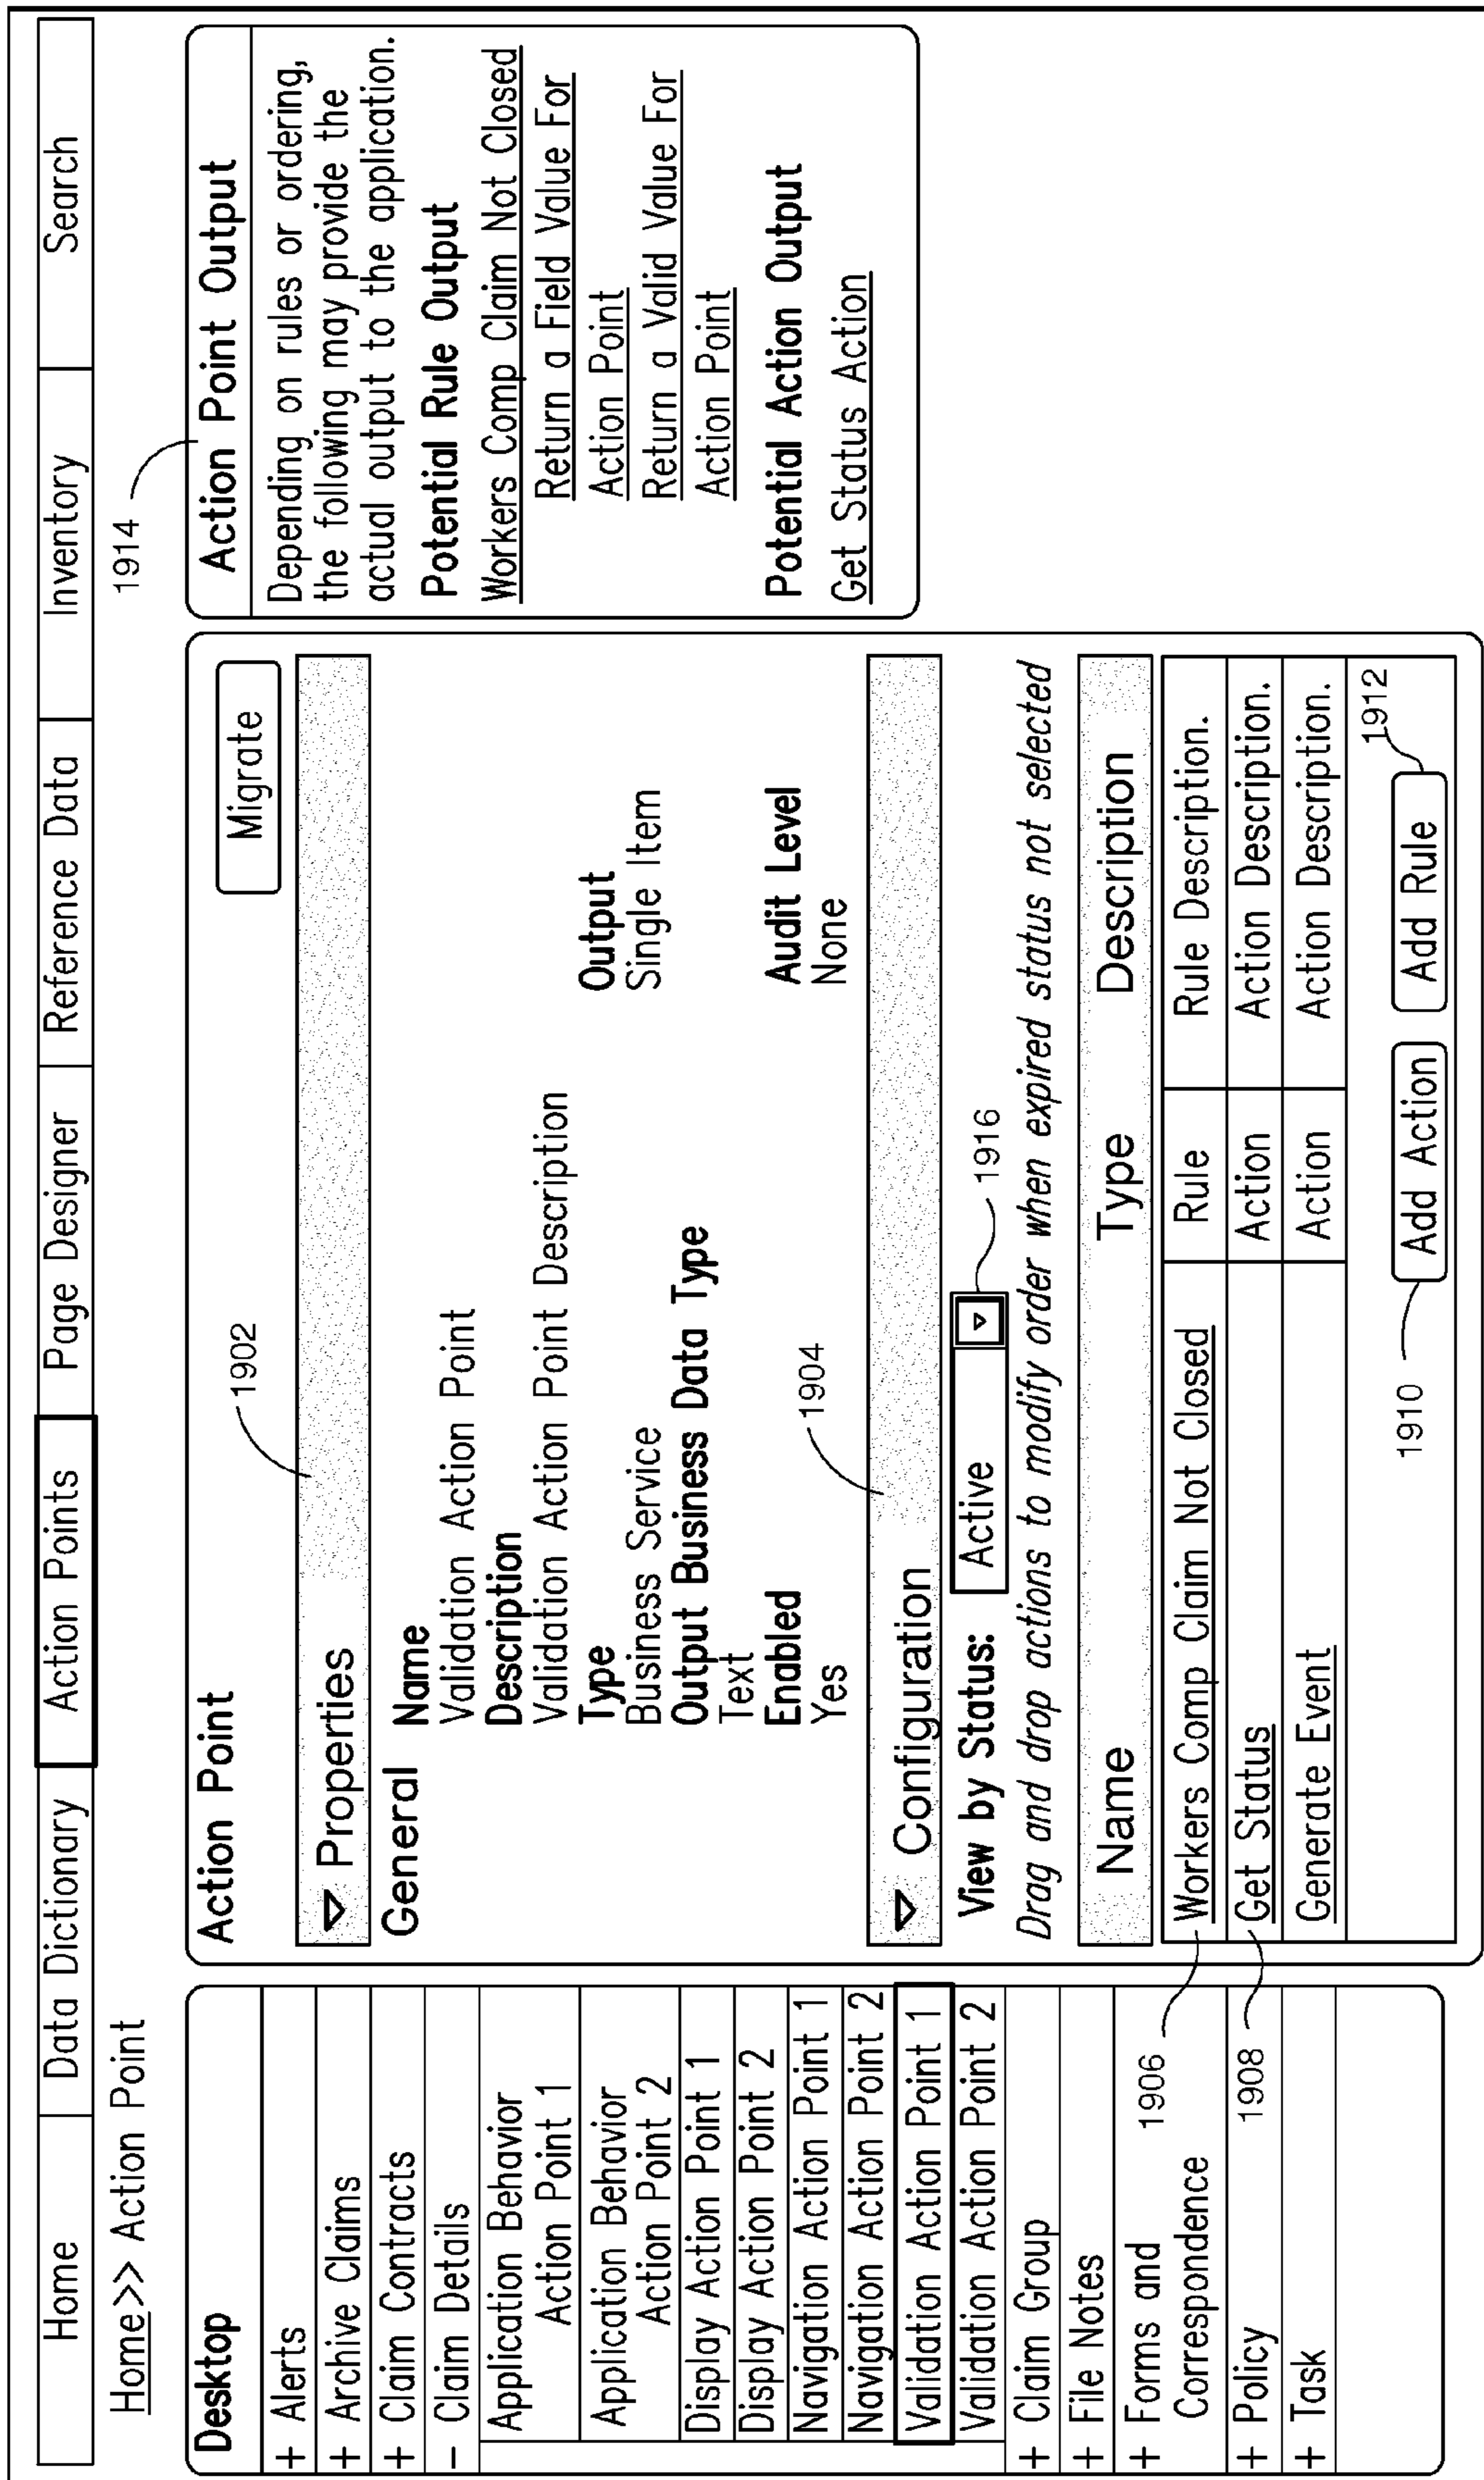 Home
Data Dictionary
Action Points
Page Designer
Reference Data
Inventory
Search
Home>> Action Point
Desktop
+ Alerts
+ Archive Claims
+ Claim Contracts
- Claim Details
Application Behavior
Action Point 1
Application Behavior
Action Point 2
Display Action Point 1
Display Action Point 2
Navigation Action Point 1
Navigation Action Point 2
Validation Action Point 1
Validation Action Point 2
+ Claim Group
+ File Notes
+ Forms and
Correspondence
+ Policy
+ Task
1906
1908
Action Point
Migrate
1902
Properties
General
Name
Validation Action Point
Description
Validation Action Point Description
Type
Output
Business Service
Single Item
Output Business Data Type
Text
Enabled
Audit Level
Yes
None
1904
Configuration
View by Status:
Active
1916
Drag and drop actions to modify order when expired status not selected
Name
Type
Description
Workers Comp Claim Not Closed
Rule
Rule Description.
Get Status
Action
Action Description.
Generate Event
Action
Action Description.
1912
Add Action
Add Rule
1910
1914
Action Point Output
Depending on rules or ordering,
the following may provide the
actual output to the application.
Potential Rule Output
Workers Comp Claim Not Closed
Return a Field Value For
Action Point
Return a Valid Value For
Action Point
Potential Action Output
Get Status Action